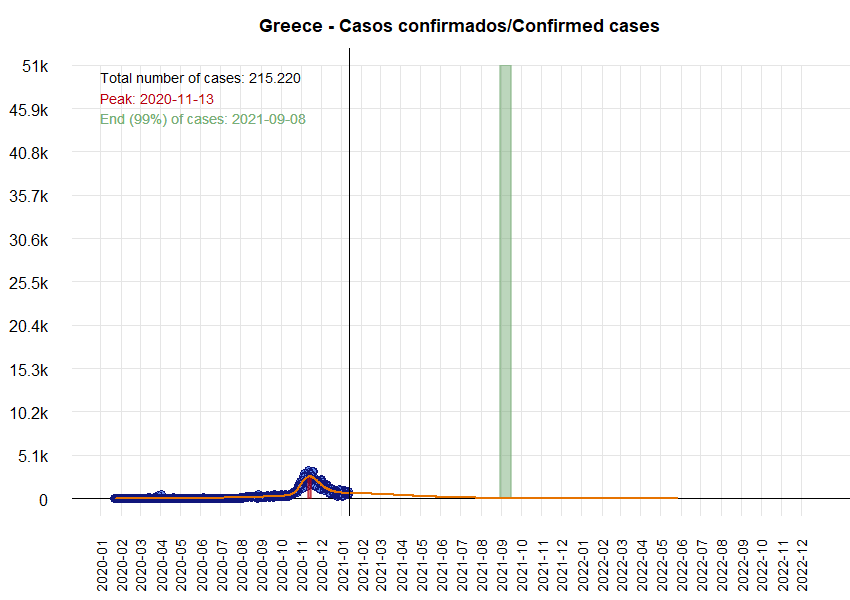 Greece - Casos confirmados/Confirmed cases
Total number of cases: 215.220
Peak: 2020-11-13
End (99%) of cases: 2021-09-08
51k
45.9k
40.8k
35.7k
30.6k
25.5k
20.4k
15.3k
10.2k
5.1k
0
2020-01
2020-02
2020-03
2020-04
2020-05
2020-06
2020-07
2020-08
2020-09
2020-10
2020-11
2020-12
2021-01
2021-02
2021-03
2021-04
2021-05
2021-06
2021-07
2021-08
2021-09
2021-10
2021-11
2021-12
2022-01
2022-02
2022-03
2022-04
2022-05
2022-06
2022-07
2022-08
2022-09
2022-10
2022-11
2022-12